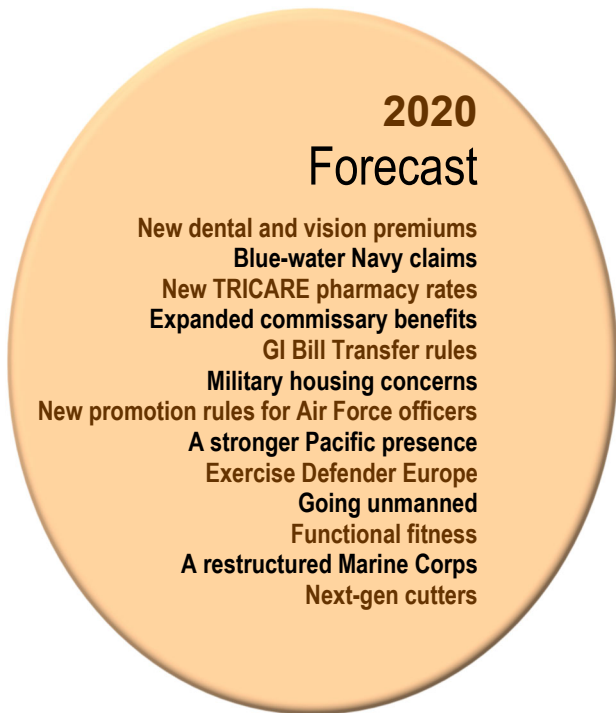 2020
Forecast
New dental and vision premiums
Blue-water Navy claims
New TRICARE pharmacy rates
Expanded commissary benefits
GI Bill Transfer rules
Military housing concerns
New promotion rules for Air Force officers
A stronger Pacific presence
Exercise Defender Europe
Going unmanned
Functional fitness
A restructured Marine Corps
Next-gen cutters